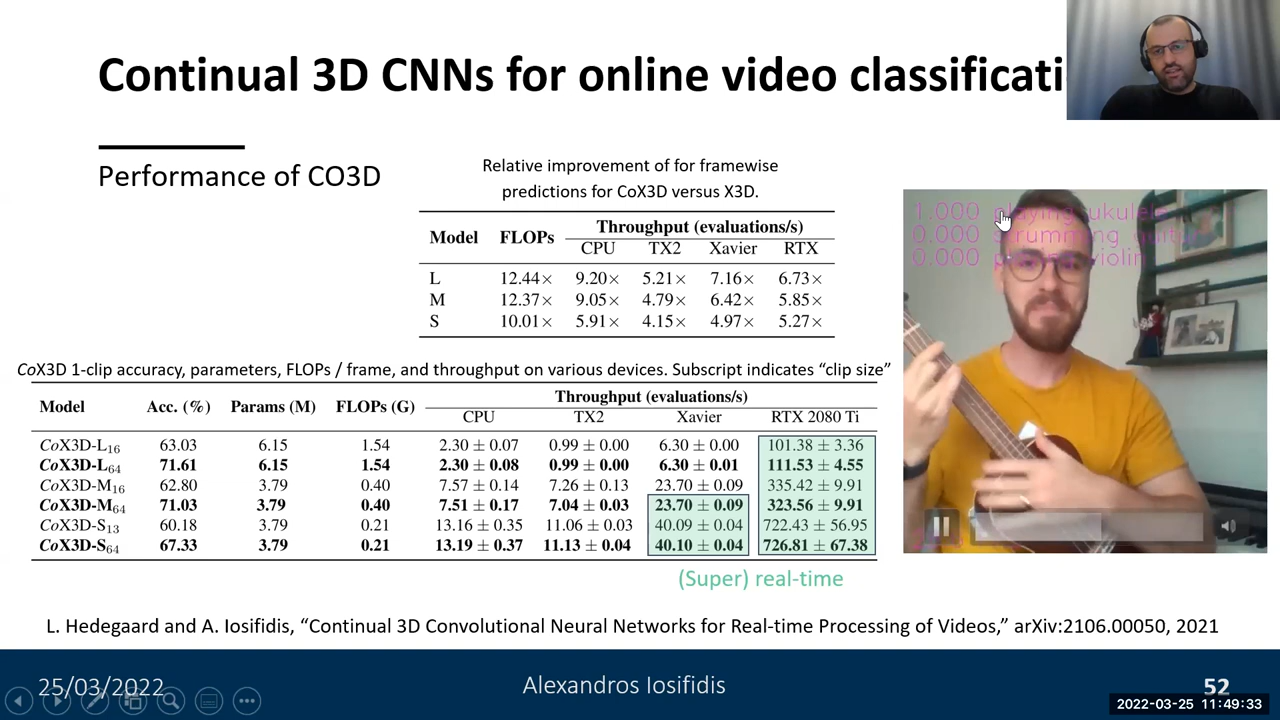 Continual 3D CNNs for online video classificati
Performance of CO3D
Relative improvement of for framewise
predictions for CoX3D versus X3D.
Model FLOPs Throughput (evaluations/s)
CPU TX2 Xavier RTX
L 12.44× 9.20× 5.21× 7.16× 6.73×
M 12.37× 9.05× 4.79× 6.42× 5.85×
S 10.01× 5.91× 4.15× 4.97× 5.27×
1.000 playing ukulele
0.000 strumming guitar
0.000 playing violin
CoX3D 1-clip accuracy, parameters, FLOPs / frame, and throughput on various devices. Subscript indicates “clip size”
Model Acc. (%) Params (M) FLOPs (G) Throughput (evaluations/s)
CPU TX2 Xavier RTX 2080 Ti
CoX3D-L16 63.03 6.15 1.54 2.30 ± 0.07 0.99 ± 0.00 6.30 ± 0.00 101.38 ± 3.36
CoX3D-L64 71.61 6.15 1.54 2.30 ± 0.08 0.99 ± 0.00 6.30 ± 0.01 111.53 ± 4.55
CoX3D-M16 62.80 3.79 0.40 7.57 ± 0.14 7.26 ± 0.13 23.70 ± 0.09 335.42 ± 9.91
CoX3D-M64 71.03 3.79 0.40 7.51 ± 0.17 7.04 ± 0.03 23.70 ± 0.09 323.56 ± 9.91
CoX3D-S13 60.18 3.79 0.21 13.16 ± 0.35 11.06 ± 0.03 40.09 ± 0.04 722.43 ± 56.95
CoX3D-S64 67.33 3.79 0.21 13.19 ± 0.37 11.13 ± 0.04 40.10 ± 0.04 726.81 ± 67.38
(Super) real-time
L. Hedegaard and A. Iosifidis, “Continual 3D Convolutional Neural Networks for Real-time Processing of Videos,” arXiv:2106.00050, 2021
25/03/2022 Alexandros Iosifidis 52
2022-03-25 11:49:33